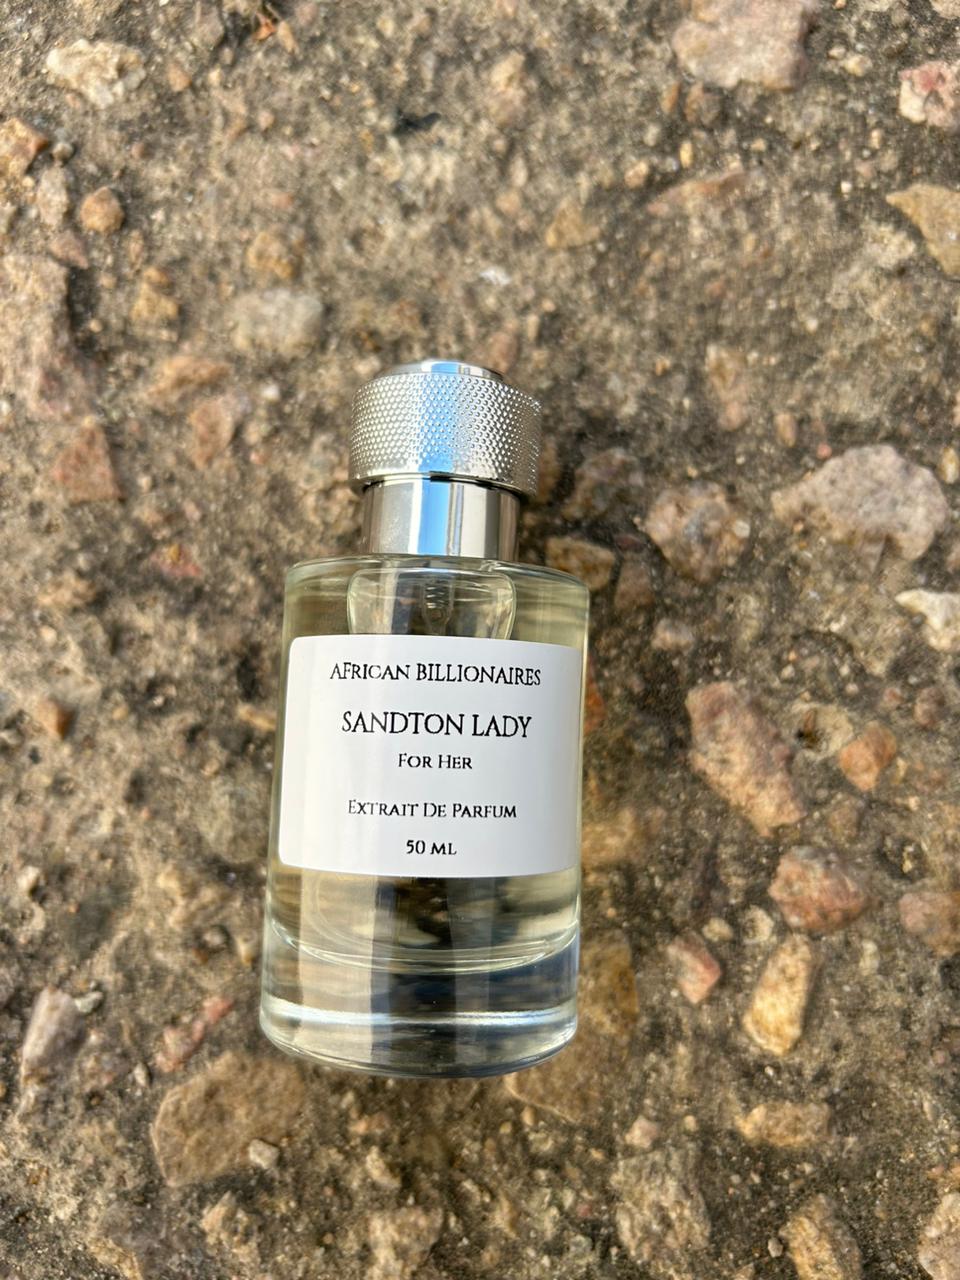 AFRICAN BILLIONAIRES
SANDTON LADY
For Her
Extrait De Parfum
50 ml